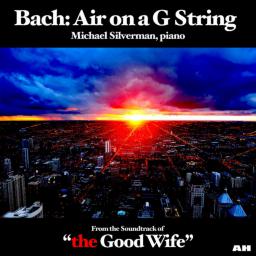 Bach: Air on a G String
Michael Silverman, piano
From the Soundtrack of
“the Good Wife”
AH